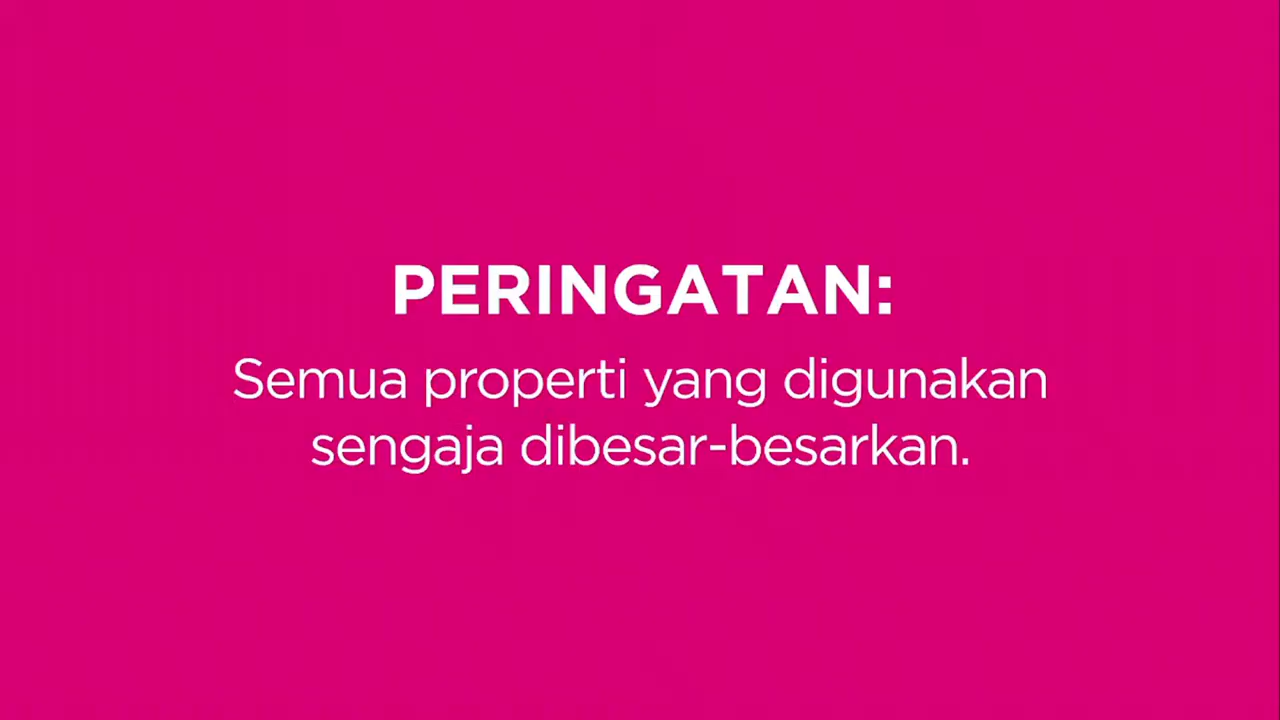 PERINGATAN:
Semua properti yang digunakan
sengaja dibesar-besarkan.